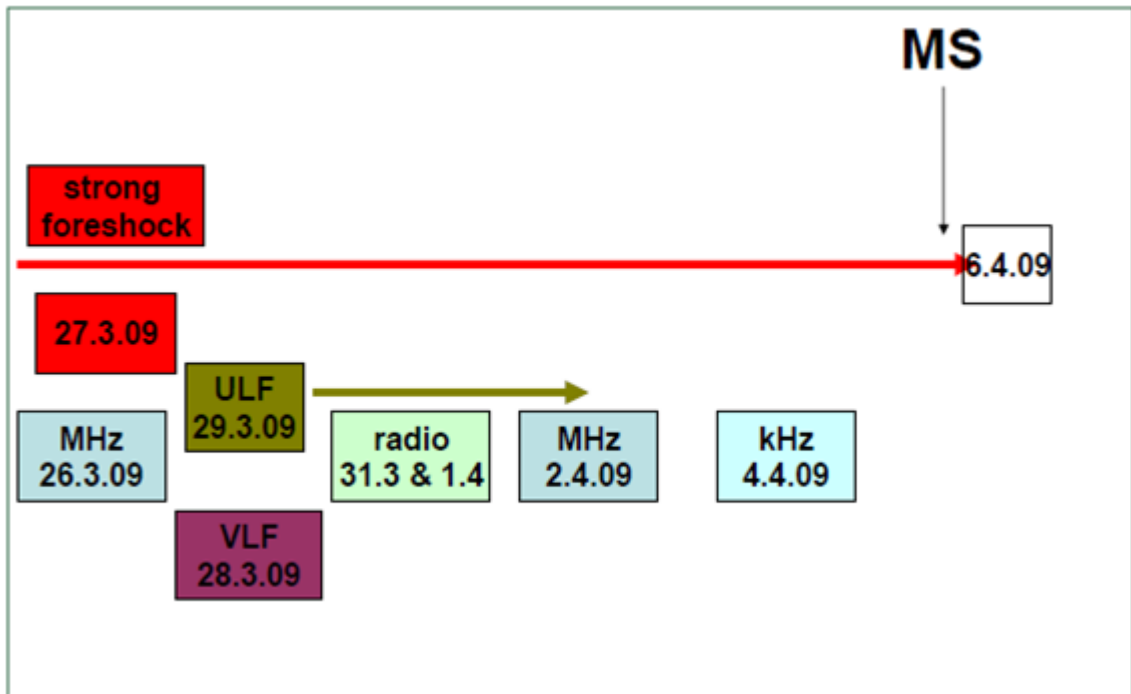 MS
strong
foreshock
6.4.09
27.3.09
ULF
29.3.09
MHz
26.3.09
radio
31.3 & 1.4
MHz
2.4.09
kHz
4.4.09
VLF
28.3.09